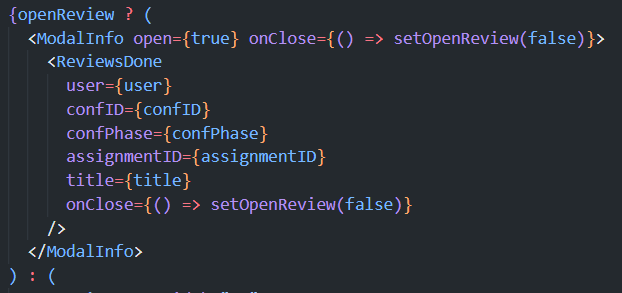 {openReview ? (
<ModalInfo open={true} onClose={() => setOpenReview(false)}>
<ReviewsDone
user={user}
confID={confID}
confPhase={confPhase}
assignmentID={assignmentID}
title={title}
onClose={() => setOpenReview(false)}
/>
</ModalInfo>
) : (